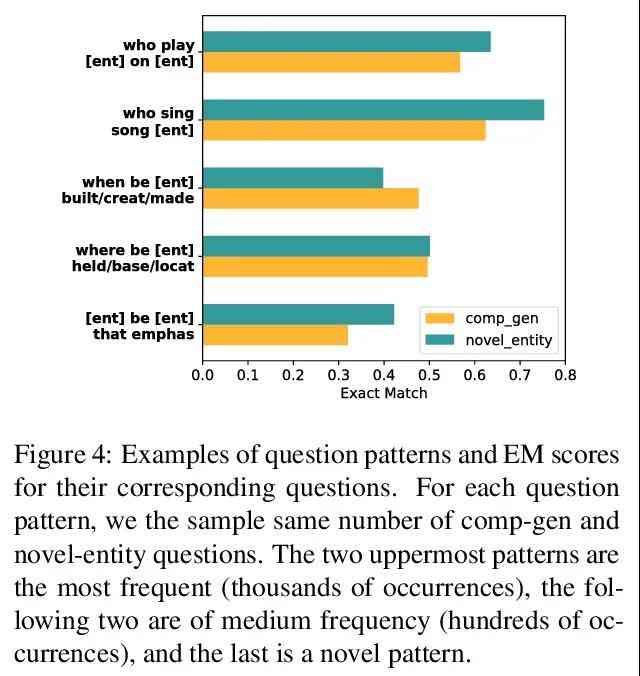 who play
[ent] on [ent]
who sing
song [ent]
when be [ent]
built/creat/made
where be [ent]
held/base/locat
[ent] be [ent]
that emphas
comp_gen
novel_entity
0.0 0.1 0.2 0.3 0.4 0.5 0.6 0.7 0.8
Exact Match
Figure 4: Examples of question patterns and EM scores
for their corresponding questions. For each question
pattern, we the sample same number of comp-gen and
novel-entity questions. The two uppermost patterns are
the most frequent (thousands of occurrences), the fol-
lowing two are of medium frequency (hundreds of oc-
currences), and the last is a novel pattern.